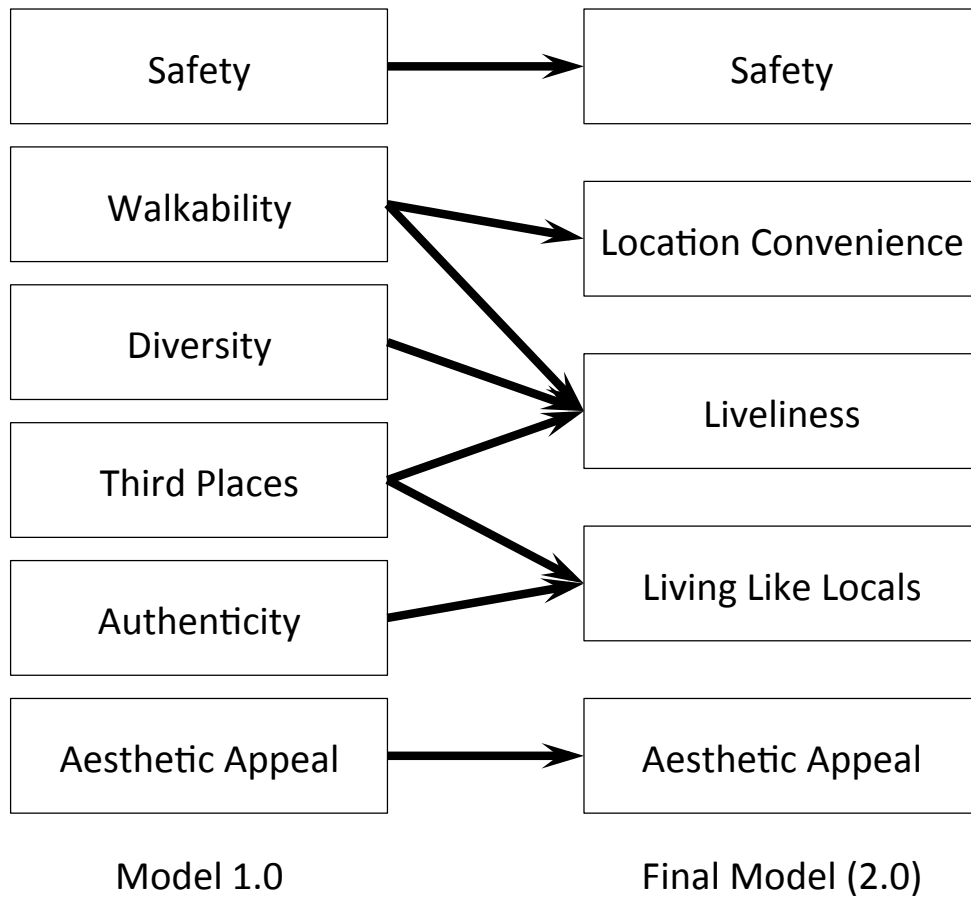 Safety
Walkability
Diversity
Third Places
Authenticity
Aesthetic Appeal
Model 1.0
Safety
Location Convenience
Liveliness
Living Like Locals
Aesthetic Appeal
Final Model (2.0)